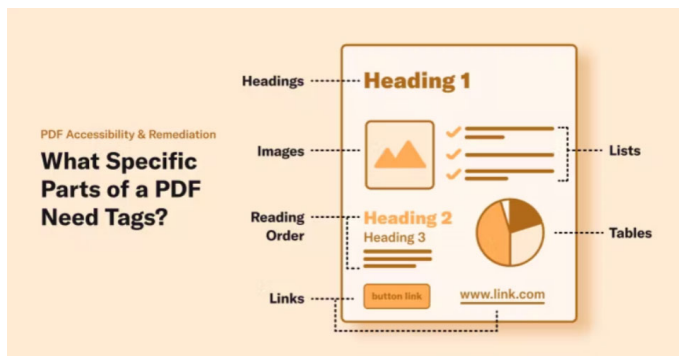 PDF Accessibility & Remediation
What Specific
Parts of a PDF
Need Tags?
Headings
Heading 1
Images
Lists
Reading
Order
Heading 2
Heading 3
Tables
Links
button link
www.link.com